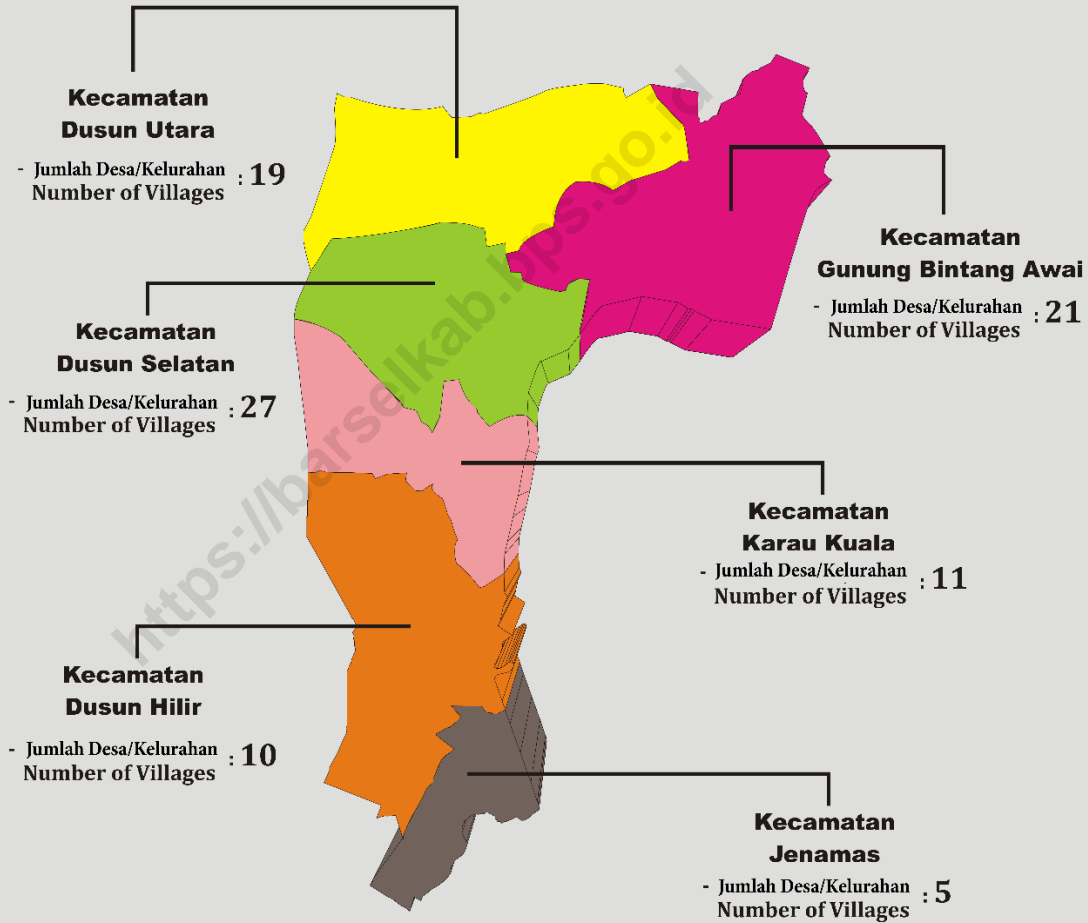 Kecamatan
Dusun Utara
- Jumlah Desa/Kelurahan
Number of Villages : 19
Kecamatan
Gunung Bintang Awai
- Jumlah Desa/Kelurahan
Number of Villages : 21
Kecamatan
Dusun Selatan
- Jumlah Desa/Kelurahan
Number of Villages : 27
Kecamatan
Karau Kuala
- Jumlah Desa/Kelurahan
Number of Villages : 11
Kecamatan
Dusun Hilir
- Jumlah Desa/Kelurahan
Number of Villages : 10
Kecamatan
Jenamas
- Jumlah Desa/Kelurahan
Number of Villages : 5
https://barselkab.bps.go.id